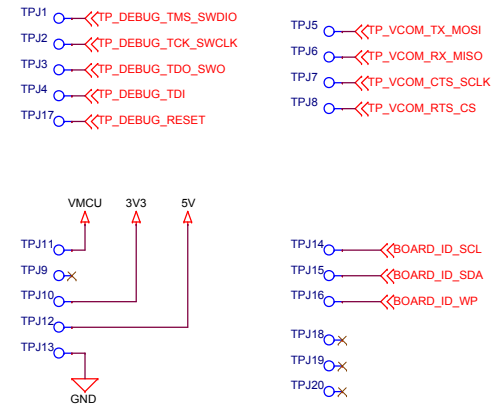 TPJ1 TP_DEBUG_TMS_SWDIO
TPJ2 TP_DEBUG_TCK_SWCLK
TPJ3 TP_DEBUG_TDO_SWO
TPJ4 TP_DEBUG_TDI
TPJ17 TP_DEBUG_RESET
TPJ5 TP_VCOM_TX_MOSI
TPJ6 TP_VCOM_RX_MISO
TPJ7 TP_VCOM_CTS_SCLK
TPJ8 TP_VCOM_RTS_CS
VMCU 3V3 5V
TPJ11
TPJ9
TPJ10
TPJ12
TPJ13
GND
TPJ14 BOARD_ID_SCL
TPJ15 BOARD_ID_SDA
TPJ16 BOARD_ID_WP
TPJ18
TPJ19
TPJ20